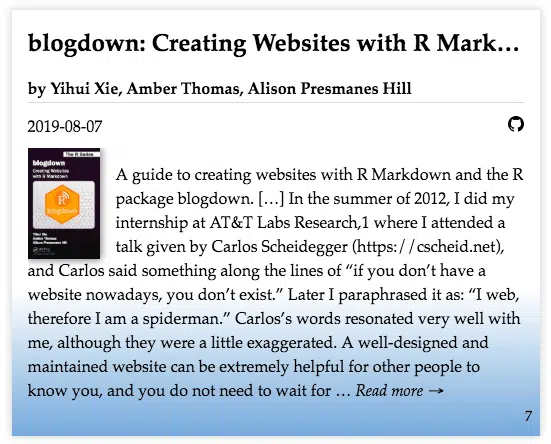 blogdown: Creating Websites with R Mark...
by Yihui Xie, Amber Thomas, Alison Presmanes Hill
2019-08-07
The R Series
blogdown
Creating Websites
with R Markdown
blogdown
Yihui Xie
Amber Thomas
Alison Presmanes Hill
A guide to creating websites with R Markdown and the R
package blogdown. […] In the summer of 2012, I did my
internship at AT&T Labs Research,1 where I attended a
talk given by Carlos Scheidegger (https://cscheid.net),
and Carlos said something along the lines of “if you don’t have a
website nowadays, you don’t exist.” Later I paraphrased it as: “I web,
therefore I am a spiderman.” Carlos’s words resonated very well with
me, although they were a little exaggerated. A well-designed and
maintained website can be extremely helpful for other people to
know you, and you do not need to wait for … Read more →
7